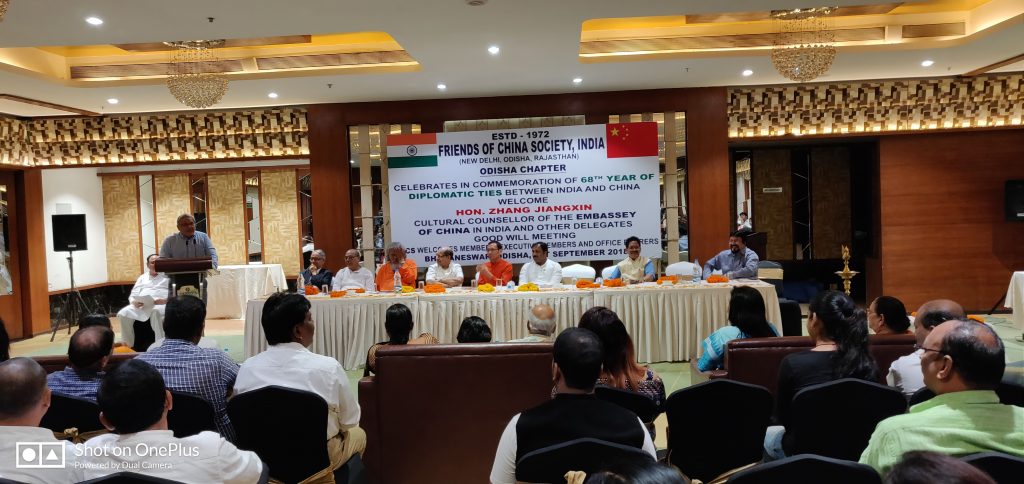 ESTD - 1972
FRIENDS OF CHINA SOCIETY, INDIA
(NEW DELHI, ODISHA, RAJASTHAN)
ODISHA CHAPTER
CELEBRATES IN COMMEMORATION OF 68TH YEAR OF
DIPLOMATIC TIES BETWEEN INDIA AND CHINA
WELCOME
HON. ZHANG JIANGXIN
CULTURAL COUNSELLOR OF THE EMBASSEY
OF CHINA IN INDIA AND OTHER DELEGATES
GOOD WILL MEETING
CS WELCOMES MEMBERS EXECUTIVE MEMBERS AND OFFICE BEARERS
ODISHA, SEPTEMBER 2018
Shot on OnePlus
Powered by Dual Camera